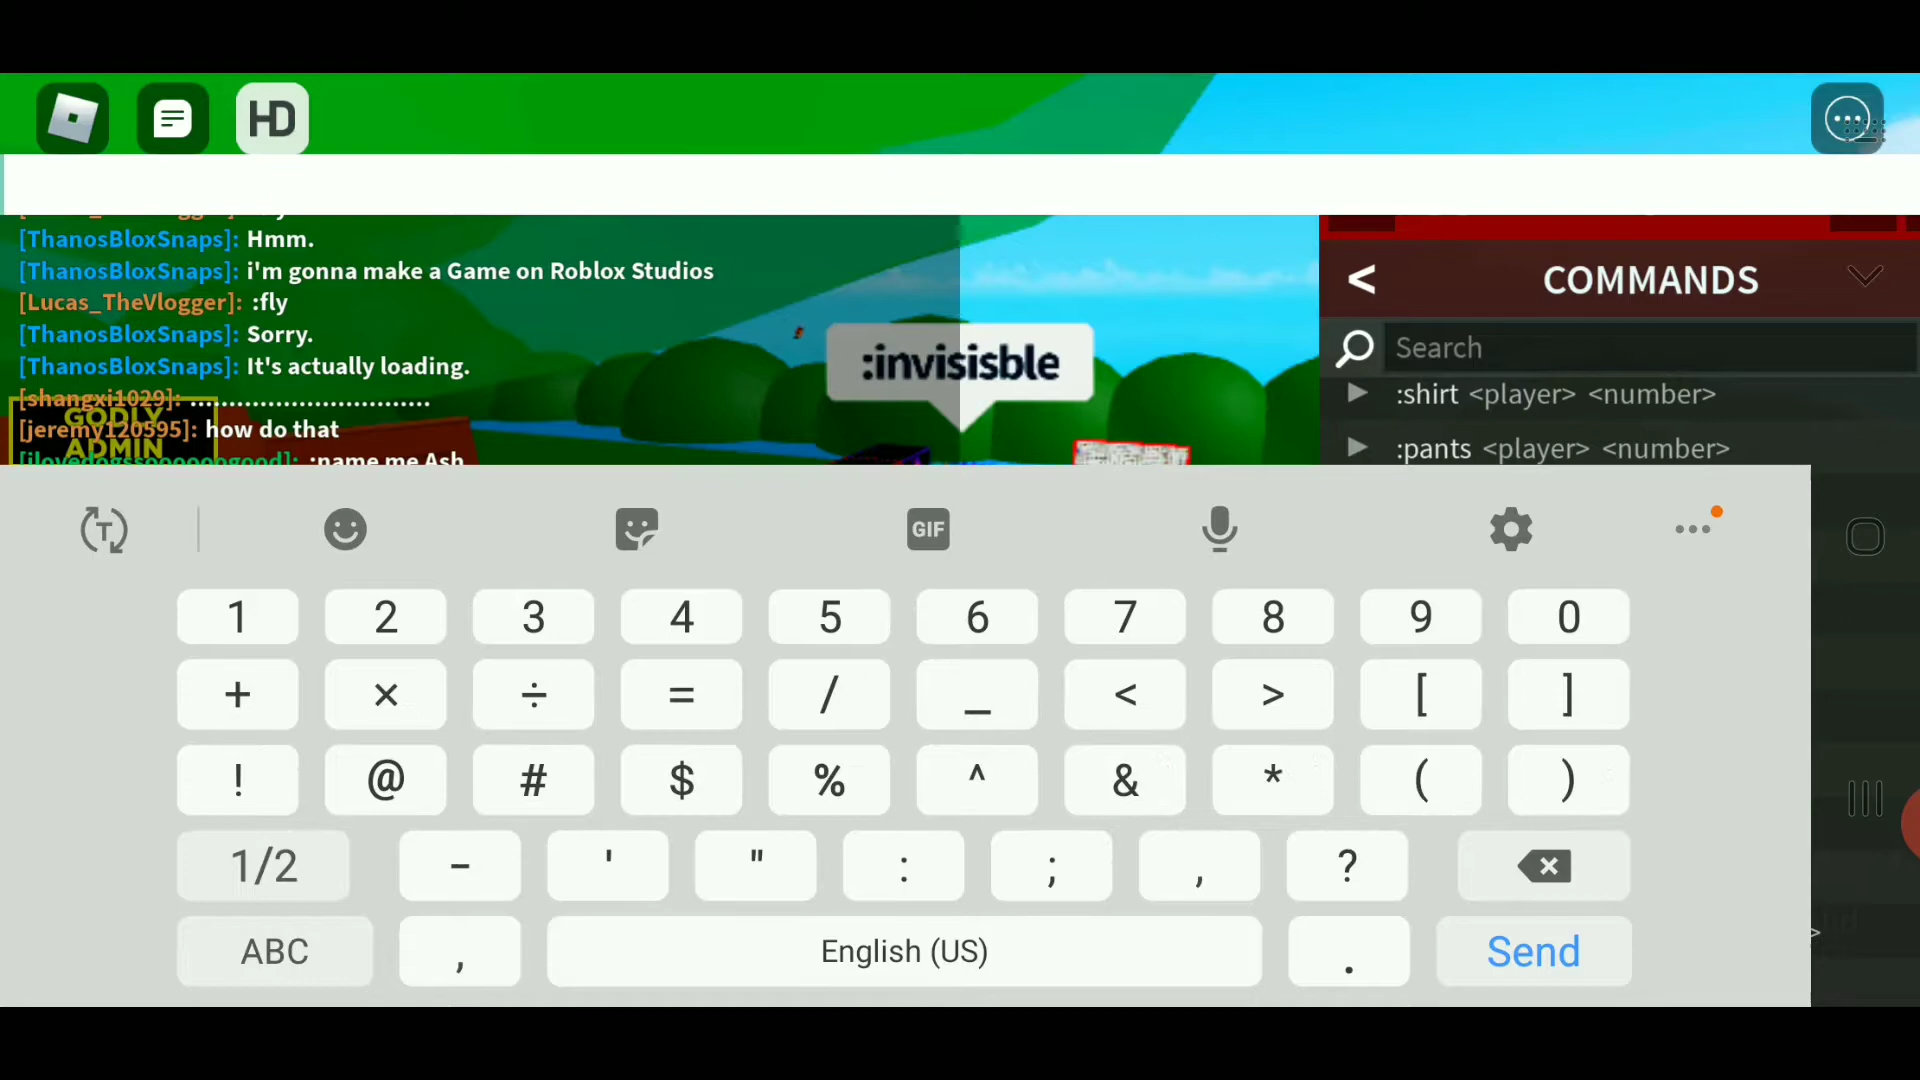 HD
[ThanosBloxSnaps]: Hmm.
[ThanosBloxSnaps]: i'm gonna make a Game on Roblox Studios
[Lucas_TheVlogger]: :fly
[ThanosBloxSnaps]: Sorry.
[ThanosBloxSnaps]: It's actually loading.
[shangxi1029]: ...............................
GODLY
[jeremy120595]: how do that
ADMIN
[ilovedogssooooogood]: :name me Ash
:invisisble
< COMMANDS
Search
:shirt <player> <number>
:pants <player> <number>
T
GIF
1 2 3 4 5 6 7 8 9 0
+ × ÷ = / _ < > [ ]
! @ # $ % ^ & * ( )
1/2 - ' " : ; , ?
ABC , English (US) . Send